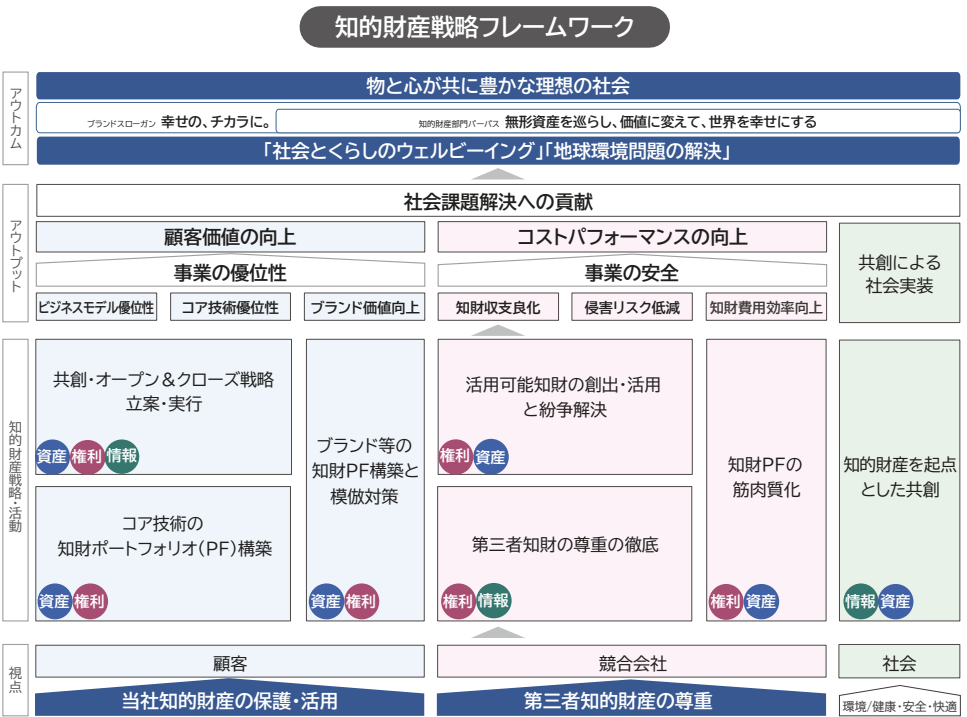 知的財産戦略フレームワーク
アウトカム
物と心が共に豊かな理想の社会
ブランドスローガン 幸せの、チカラに。
知的財産部門パーパス 無形資産を巡らし、価値に変えて、世界を幸せにする
「社会とくらしのウェルビーイング」「地球環境問題の解決」
アウトプット
社会課題解決への貢献
顧客価値の向上
コストパフォーマンスの向上
共創による
社会実装
事業の優位性
事業の安全
ビジネスモデル優位性
コア技術優位性
ブランド価値向上
知財収支良化
侵害リスク低減
知財費用効率向上
知的財産戦略・活動
共創・オープン&クローズ戦略
立案・実行
資産 権利 情報
コア技術の
知財ポートフォリオ(PF)構築
資産 権利
ブランド等の
知財PF構築と
模倣対策
資産 権利
活用可能知財の創出・活用
と紛争解決
権利 資産
第三者知財の尊重の徹底
権利 情報
知財PFの
筋肉質化
権利 資産
知的財産を起点
とした共創
情報 資産
視点
顧客
競合会社
社会
当社知的財産の保護・活用
第三者知的財産の尊重
環境/健康・安全・快適